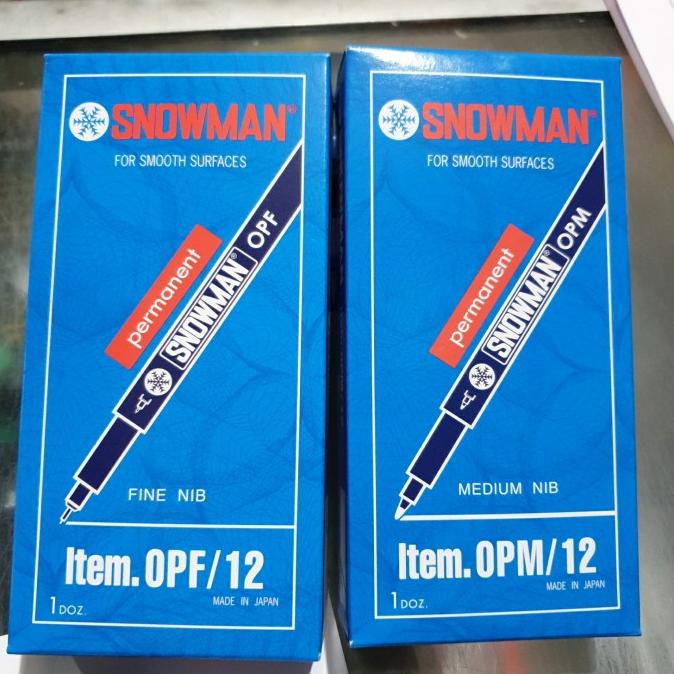 SNOWMAN®
FOR SMOOTH SURFACES
permanent
SNOWMAN® OPF
FINE NIB
Item. OPF/12
MADE IN JAPAN
1 DOZ.
SNOWMAN®
FOR SMOOTH SURFACES
permanent
SNOWMAN® OPM
MEDIUM NIB
Item. OPM/12
MADE IN JAPAN
1 DOZ.